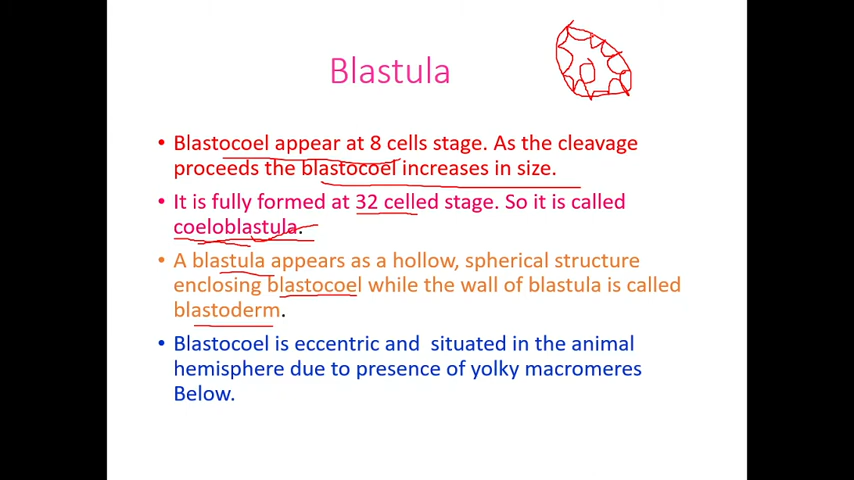 Blastula
• Blastocoel appear at 8 cells stage. As the cleavage
proceeds the blastocoel increases in size.
• It is fully formed at 32 celled stage. So it is called
coeloblastula.
• A blastula appears as a hollow, spherical structure
enclosing blastocoel while the wall of blastula is called
blastoderm.
• Blastocoel is eccentric and situated in the animal
hemisphere due to presence of yolky macromeres
Below.